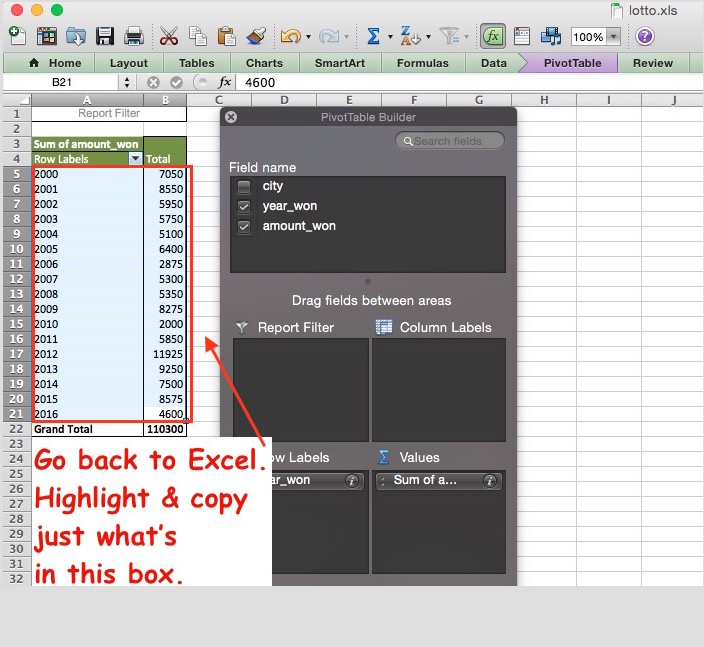 lotto.xls
100%
Home Layout Tables Charts SmartArt Formulas Data PivotTable Review
B21 fx 4600
A B C D E F G H I J
1 Report Filter
2
3 Sum of amount_won
4 Row Labels Total
5 2000 7050
6 2001 8550
7 2002 5950
8 2003 5750
9 2004 5100
10 2005 6400
11 2006 2875
12 2007 5300
13 2008 5350
14 2009 8275
15 2010 2000
16 2011 5850
17 2012 11925
18 2013 9250
19 2014 7500
20 2015 8575
21 2016 4600
22 Grand Total 110300
23
24
25
26
27
28
29
30
31
32
PivotTable Builder
Search fields
Field name
city
year_won
amount_won
Drag fields between areas
Report Filter Column Labels
ow Labels Values
ar_won Sum of a...
Go back to Excel.
Highlight & copy
just what's
in this box.